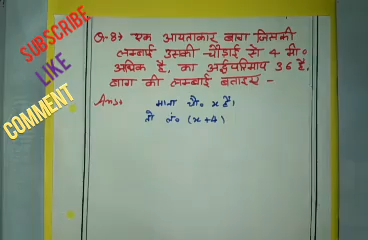 SUBSCRIBE
LIKE
COMMENT
Q.8→ एक आयताकार बाग जिसकी
लम्बाई उसकी चौड़ाई से 4 मी०
अधिक है, का अर्द्धपरिमाप 36 है,
बाग की लम्बाई बताइए -
Ans→ माना चौ० x है।
तो लं० (x+4)